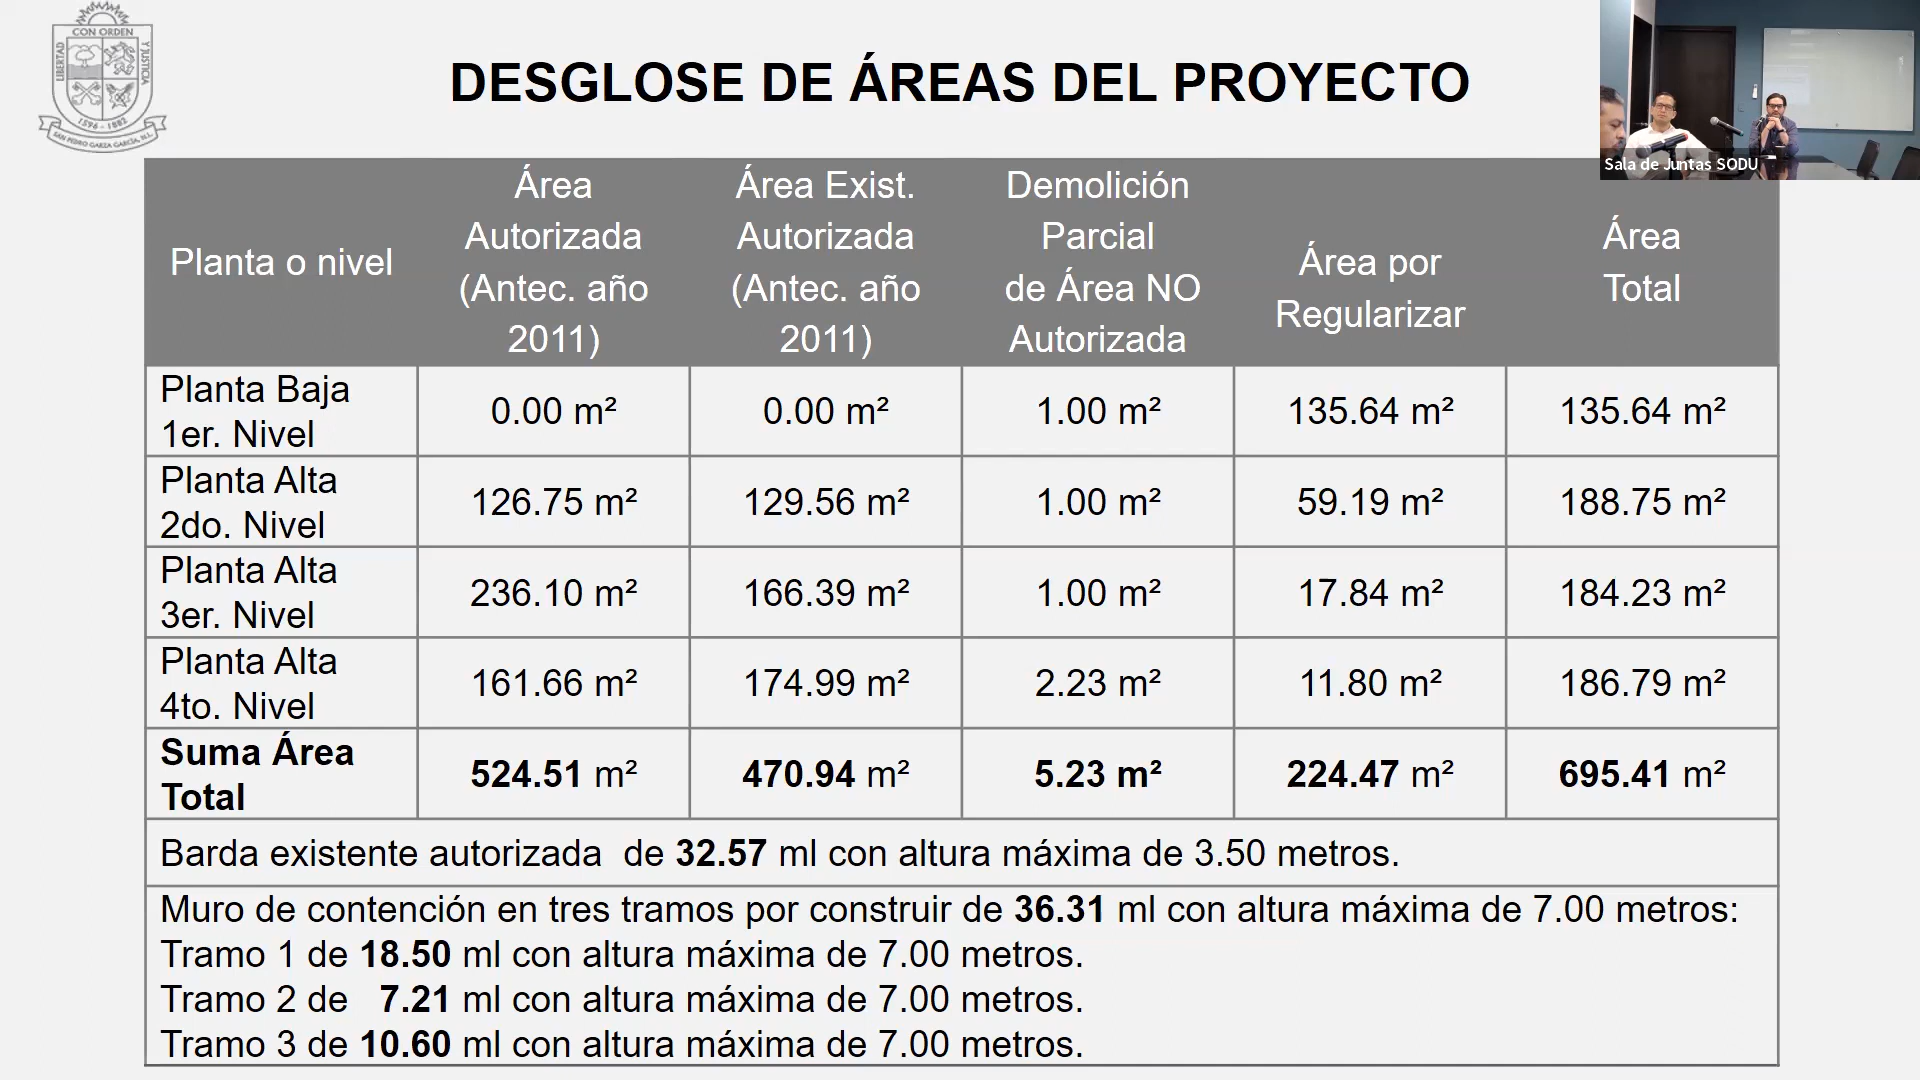 CON ORDEN
LIBERTAD
Y JUSTICIA
1596 - 1882
SAN PEDRO GARZA GARCÍA, N.L.
DESGLOSE DE ÁREAS DEL PROYECTO
Sala de Juntas SODU
Planta o nivel
Área
Autorizada
(Antec. año
2011)
Área Exist.
Autorizada
(Antec. año
2011)
Demolición
Parcial
de Área NO
Autorizada
Área por
Regularizar
Área
Total
Planta Baja
1er. Nivel
0.00 m²
0.00 m²
1.00 m²
135.64 m²
135.64 m²
Planta Alta
2do. Nivel
126.75 m²
129.56 m²
1.00 m²
59.19 m²
188.75 m²
Planta Alta
3er. Nivel
236.10 m²
166.39 m²
1.00 m²
17.84 m²
184.23 m²
Planta Alta
4to. Nivel
161.66 m²
174.99 m²
2.23 m²
11.80 m²
186.79 m²
Suma Área
Total
524.51 m²
470.94 m²
5.23 m²
224.47 m²
695.41 m²
Barda existente autorizada  de 32.57 ml con altura máxima de 3.50 metros.
Muro de contención en tres tramos por construir de 36.31 ml con altura máxima de 7.00 metros:
Tramo 1 de 18.50 ml con altura máxima de 7.00 metros.
Tramo 2 de   7.21 ml con altura máxima de 7.00 metros.
Tramo 3 de 10.60 ml con altura máxima de 7.00 metros.